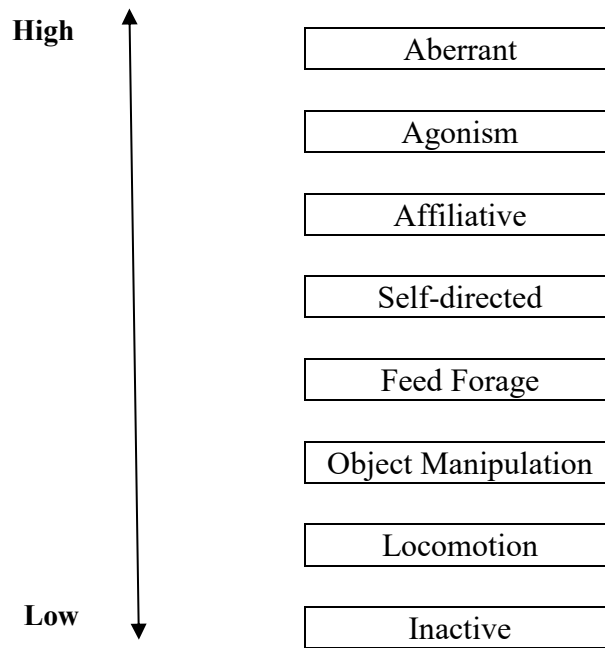 High
Aberrant
Agonism
Affiliative
Self-directed
Feed Forage
Object Manipulation
Locomotion
Low
Inactive